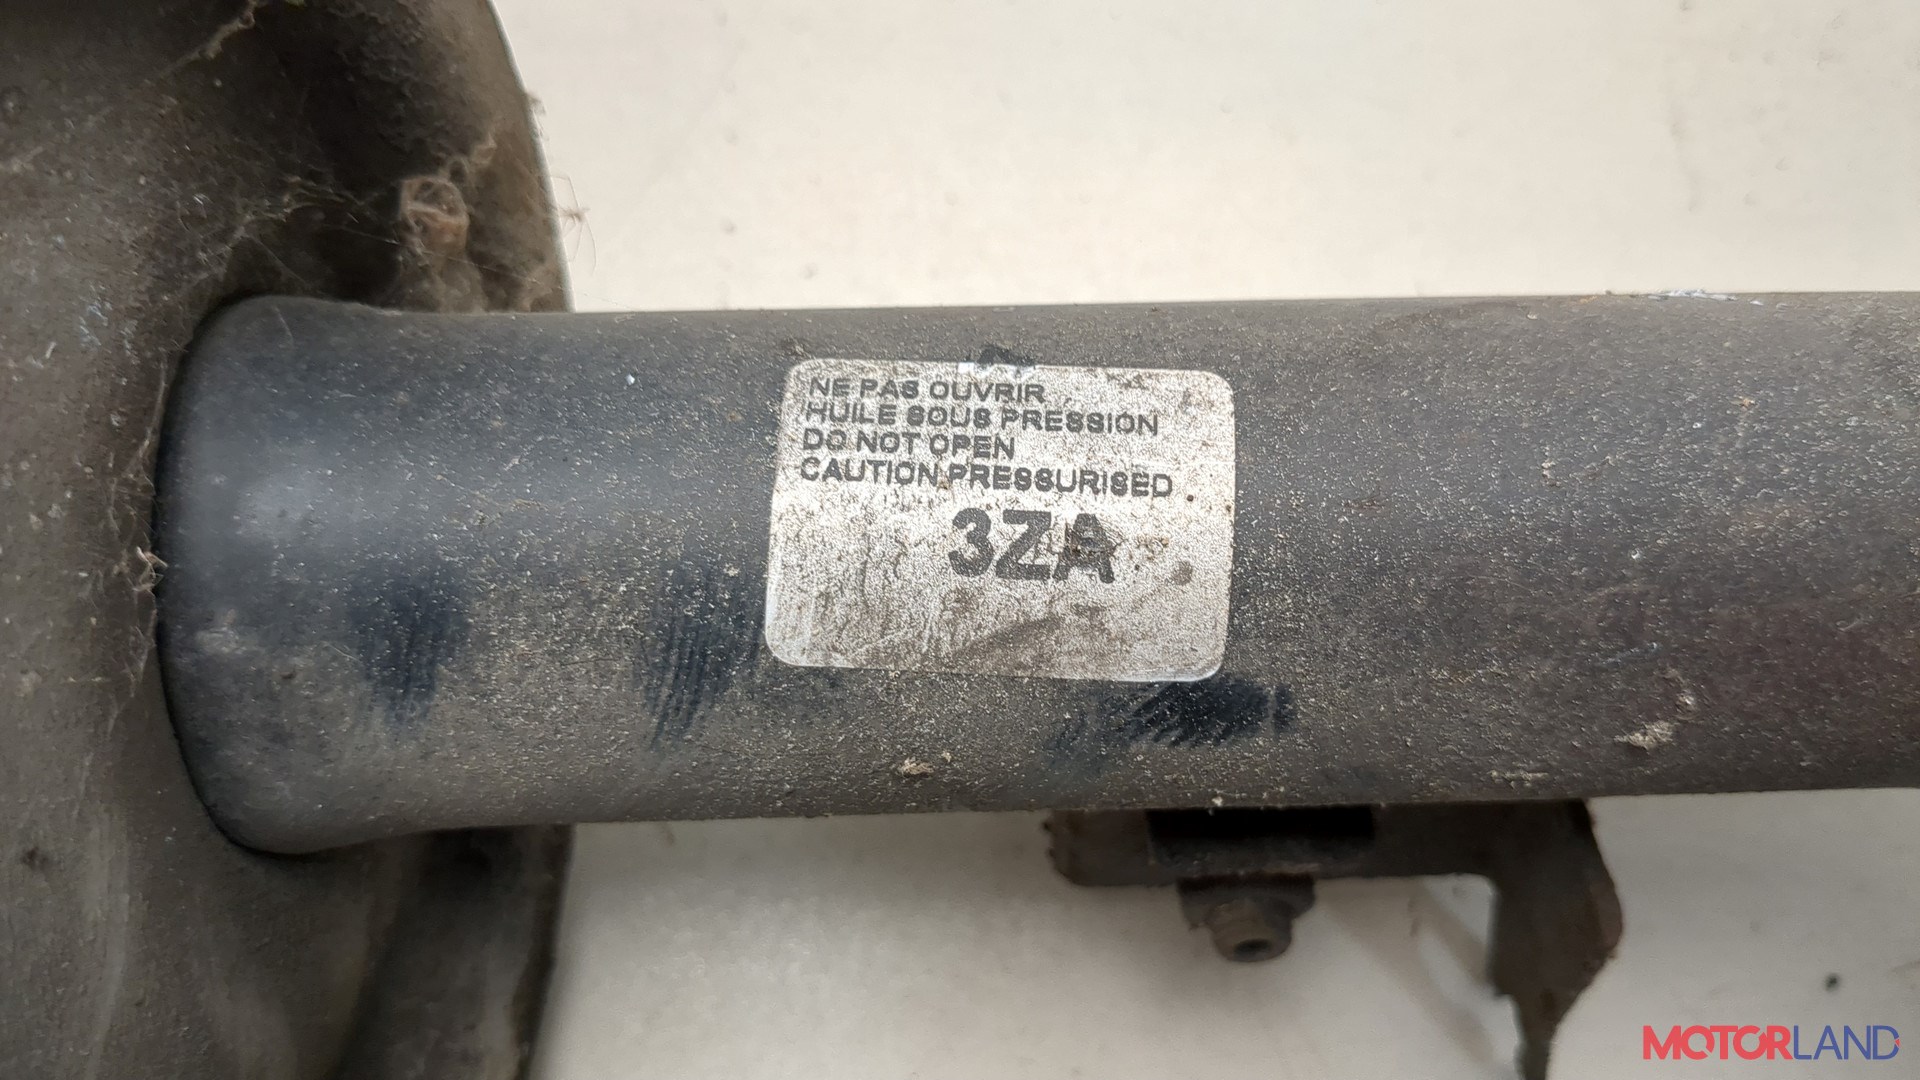 NE PAS OUVRIR
HUILE SOUS PRESSION
DO NOT OPEN
CAUTION PRESSURISED
3ZA
MOTORLAND